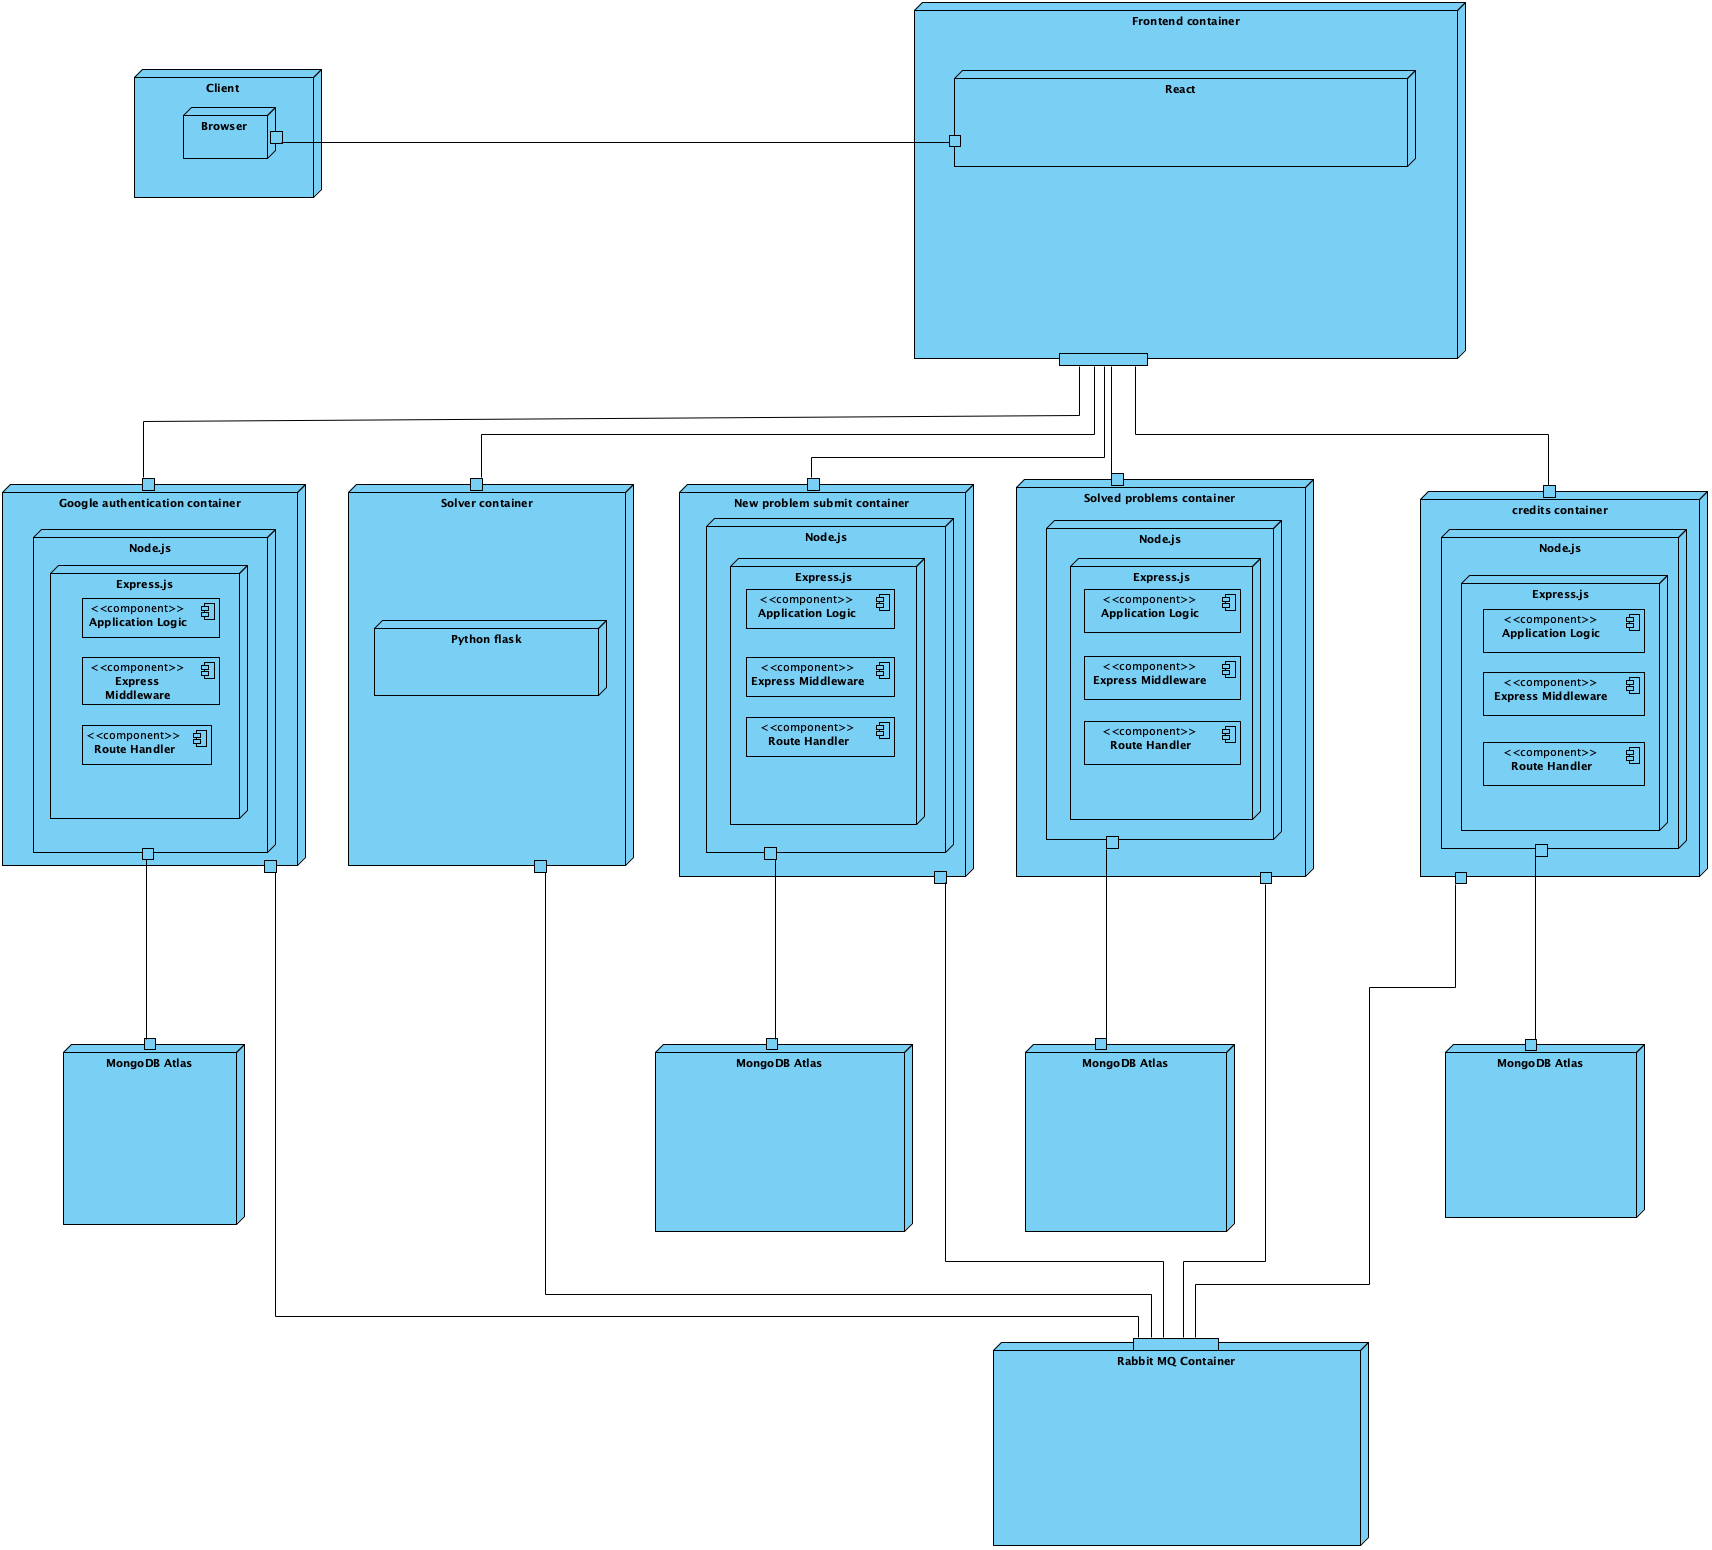 Frontend container
React
Client
Browser
Google authentication container
Node.js
Express.js
<<component>>
Application Logic
<<component>>
Express
Middleware
<<component>>
Route Handler
Solver container
Python flask
New problem submit container
Node.js
Express.js
<<component>>
Application Logic
<<component>>
Express Middleware
<<component>>
Route Handler
Solved problems container
Node.js
Express.js
<<component>>
Application Logic
<<component>>
Express Middleware
<<component>>
Route Handler
credits container
Node.js
Express.js
<<component>>
Application Logic
<<component>>
Express Middleware
<<component>>
Route Handler
MongoDB Atlas
MongoDB Atlas
MongoDB Atlas
MongoDB Atlas
Rabbit MQ Container